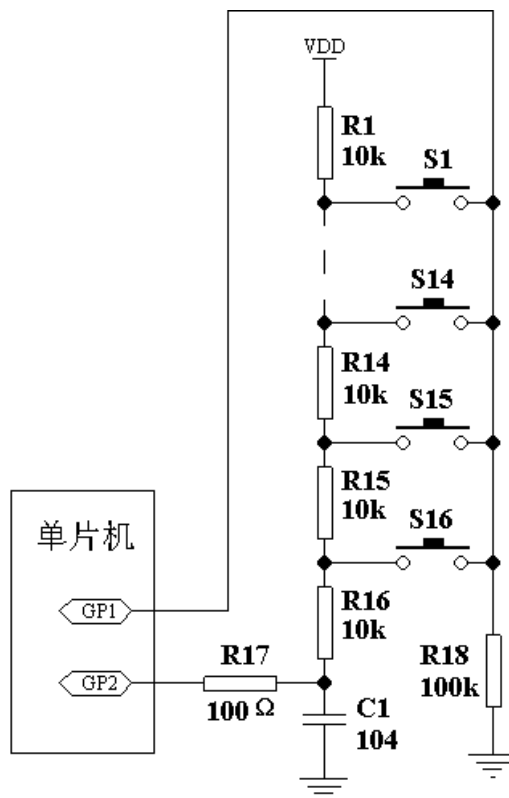 VDD
R1
10k
S1
S14
R14
10k
S15
R15
10k
S16
单片机
GP1
R16
10k
GP2
R17
100Ω
R18
100k
C1
104